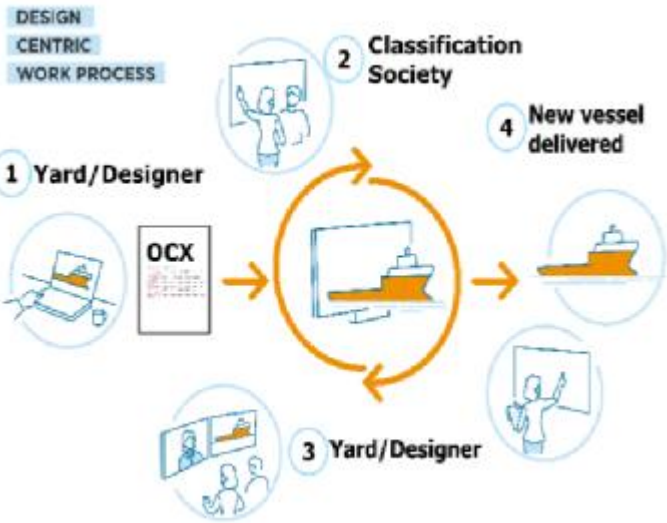 DESIGN
CENTRIC
WORK PROCESS
1 Yard/Designer
OCX
2 Classification
Society
3 Yard/Designer
4 New vessel
delivered